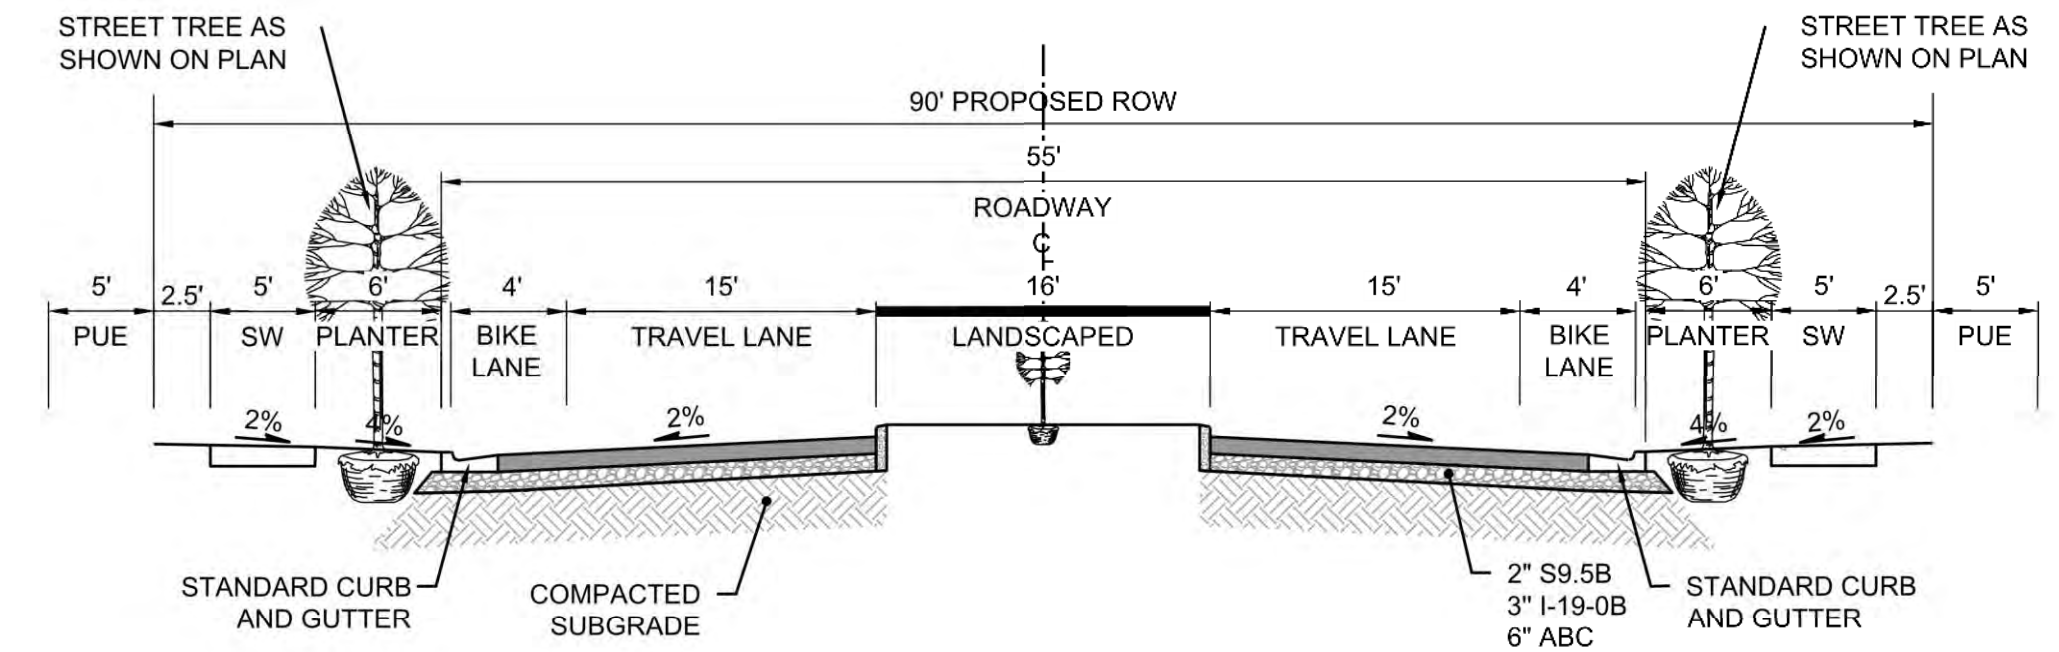 STREET TREE AS
SHOWN ON PLAN
STREET TREE AS
SHOWN ON PLAN
90' PROPOSED ROW
55'
ROADWAY
CL
5' 2.5' 5' 6' 4' 15' 16' 15' 4' 6' 5' 2.5' 5'
PUE SW PLANTER BIKE LANE TRAVEL LANE LANDSCAPED TRAVEL LANE BIKE LANE PLANTER SW PUE
2% 4% 2% 2% 4% 2%
STANDARD CURB
AND GUTTER
COMPACTED
SUBGRADE
2" S9.5B
3" I-19-0B
6" ABC
STANDARD CURB
AND GUTTER